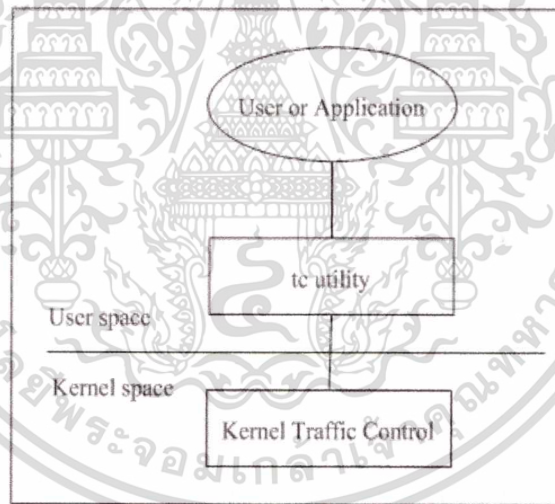 User or Application
tc utility
User space
Kernel space
Kernel Traffic Control